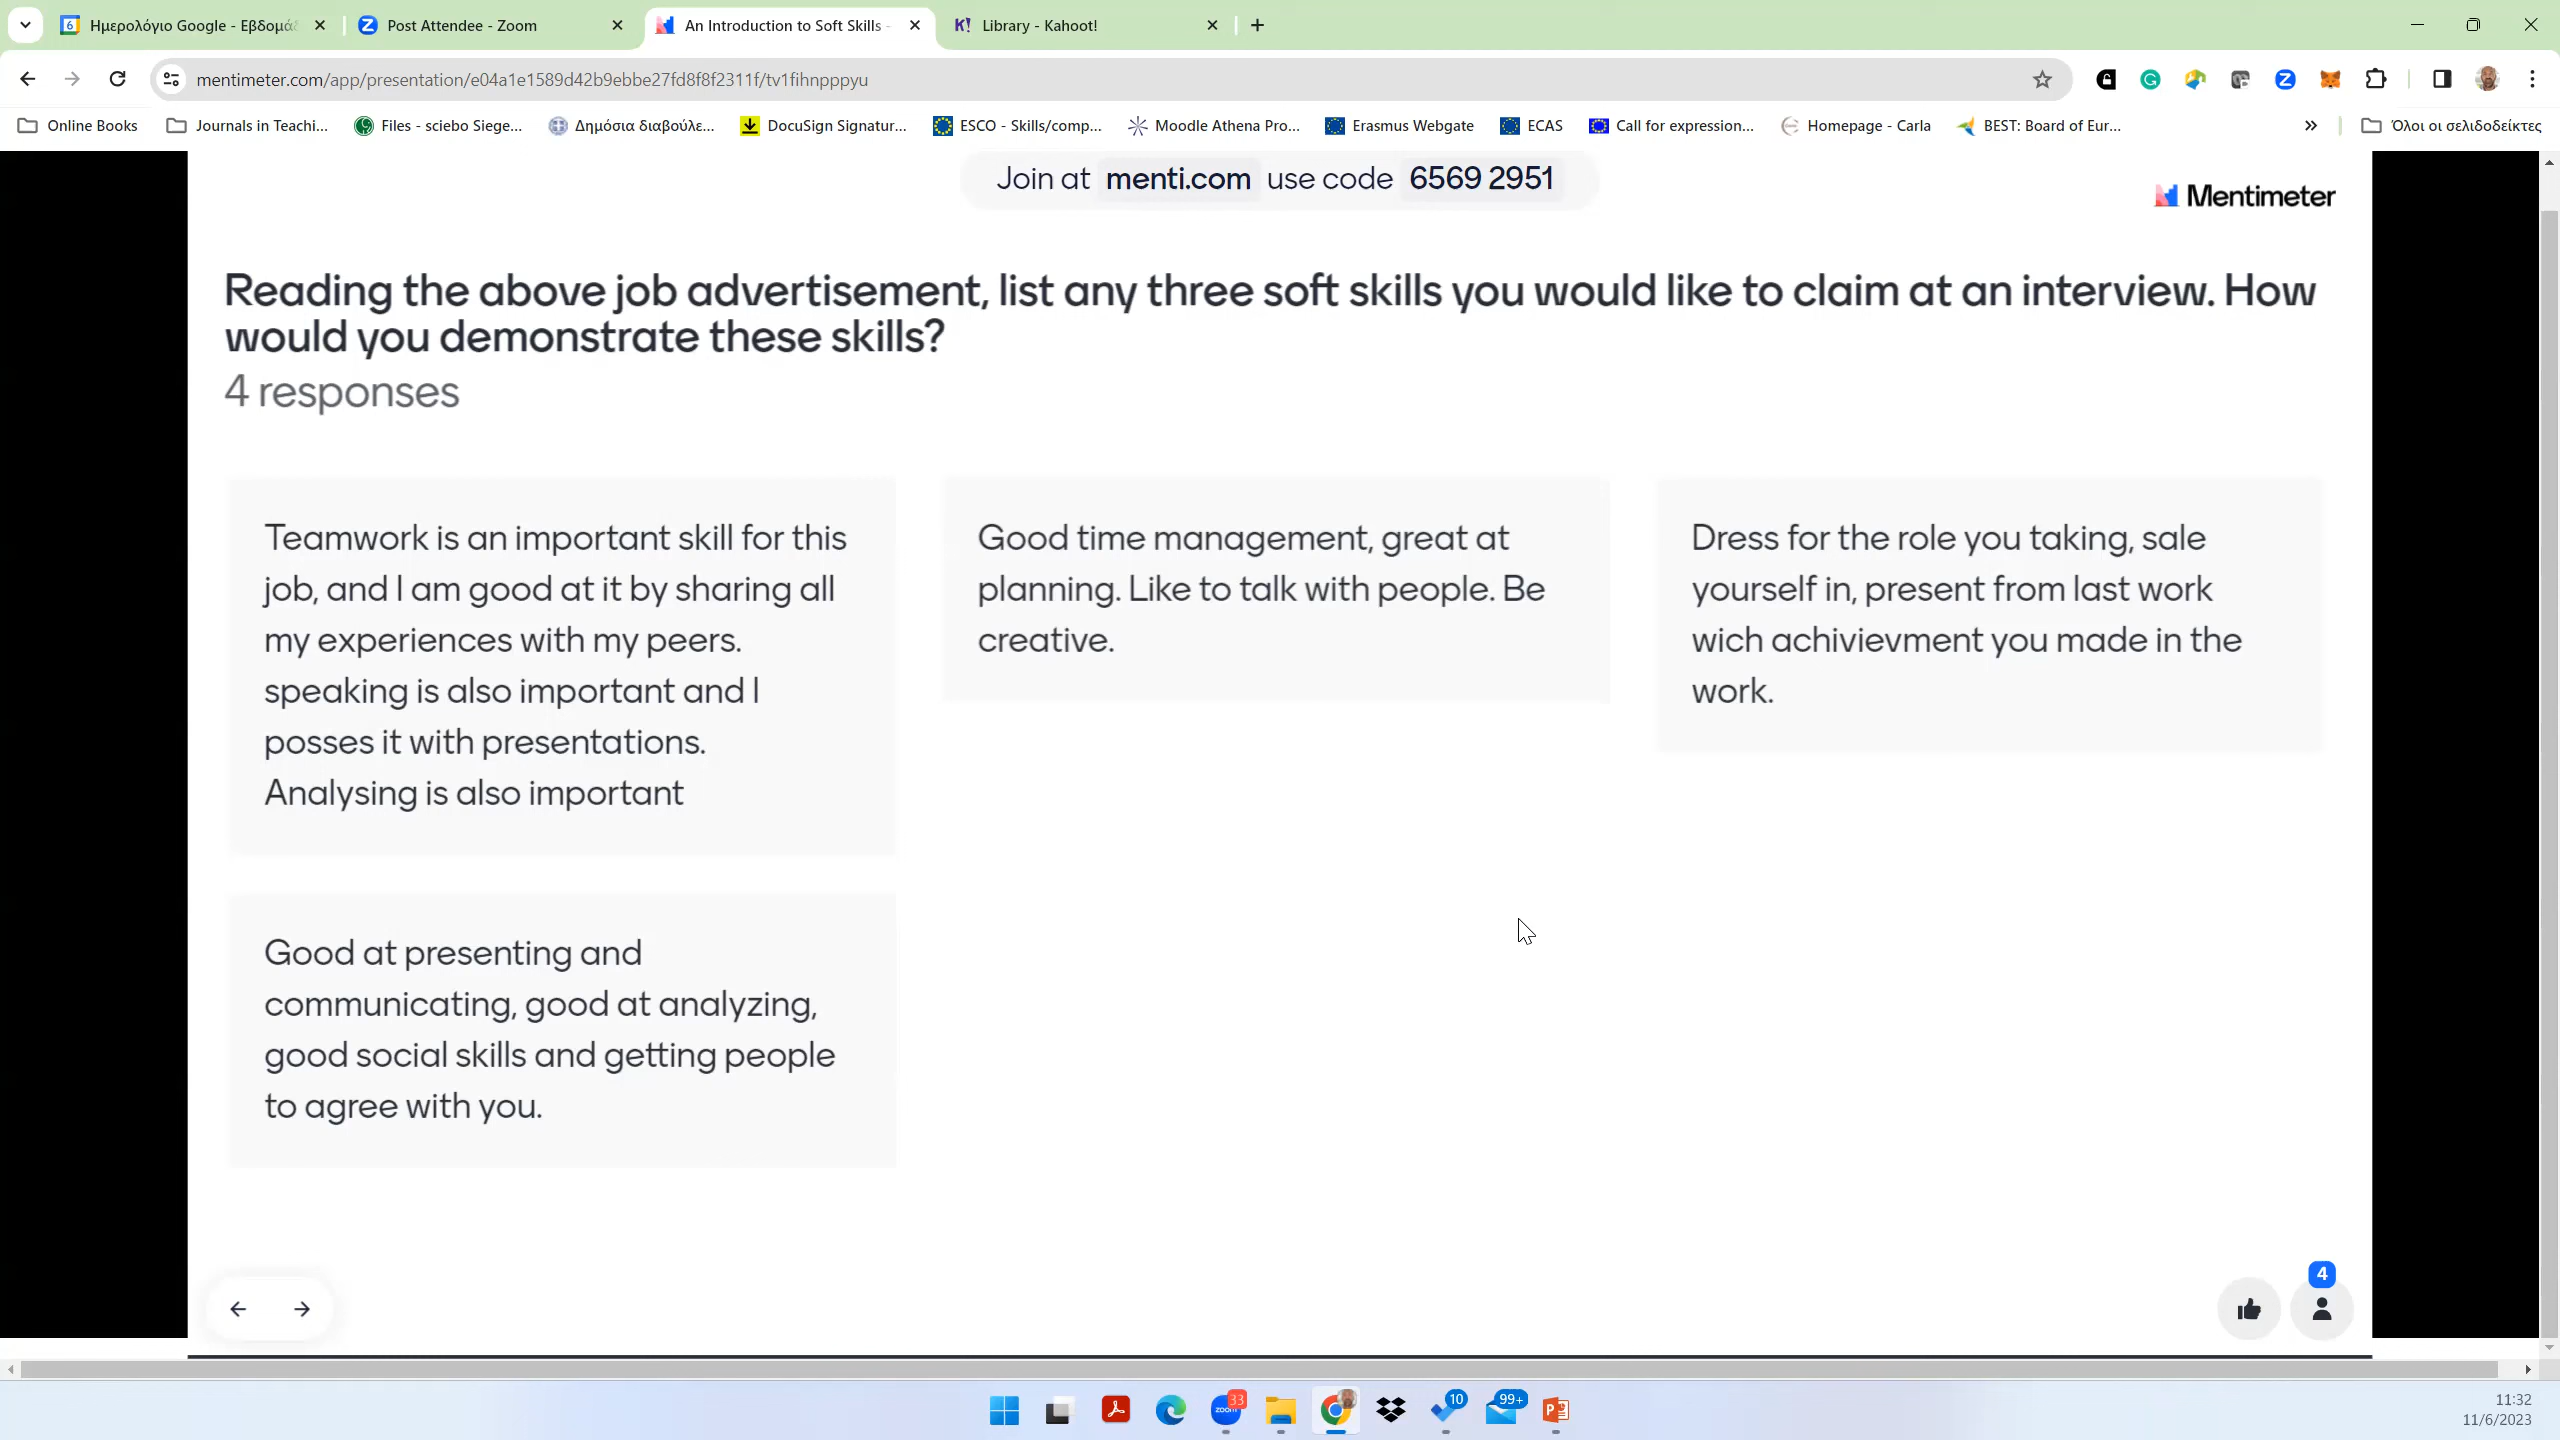 Ημερολόγιο Google - Εβδομάδ
Post Attendee - Zoom
An Introduction to Soft Skills -
K! Library - Kahoot!
mentimeter.com/app/presentation/e04a1e1589d42b9ebbe27fd8f8f2311f/tv1fihnpppyu
Online Books
Journals in Teachi...
Files - sciebo Siege...
Δημόσια διαβούλε...
DocuSign Signatur...
ESCO - Skills/comp...
Moodle Athena Pro...
Erasmus Webgate
ECAS
Call for expression...
Homepage - Carla
BEST: Board of Eur...
Όλοι οι σελιδοδείκτες
Join at menti.com use code 6569 2951
Mentimeter
Reading the above job advertisement, list any three soft skills you would like to claim at an interview. How
would you demonstrate these skills?
4 responses
Teamwork is an important skill for this
job, and I am good at it by sharing all
my experiences with my peers.
speaking is also important and I
posses it with presentations.
Analysing is also important
Good time management, great at
planning. Like to talk with people. Be
creative.
Dress for the role you taking, sale
yourself in, present from last work
wich achivievment you made in the
work.
Good at presenting and
communicating, good at analyzing,
good social skills and getting people
to agree with you.
4
33
10
99+
11:32
11/6/2023